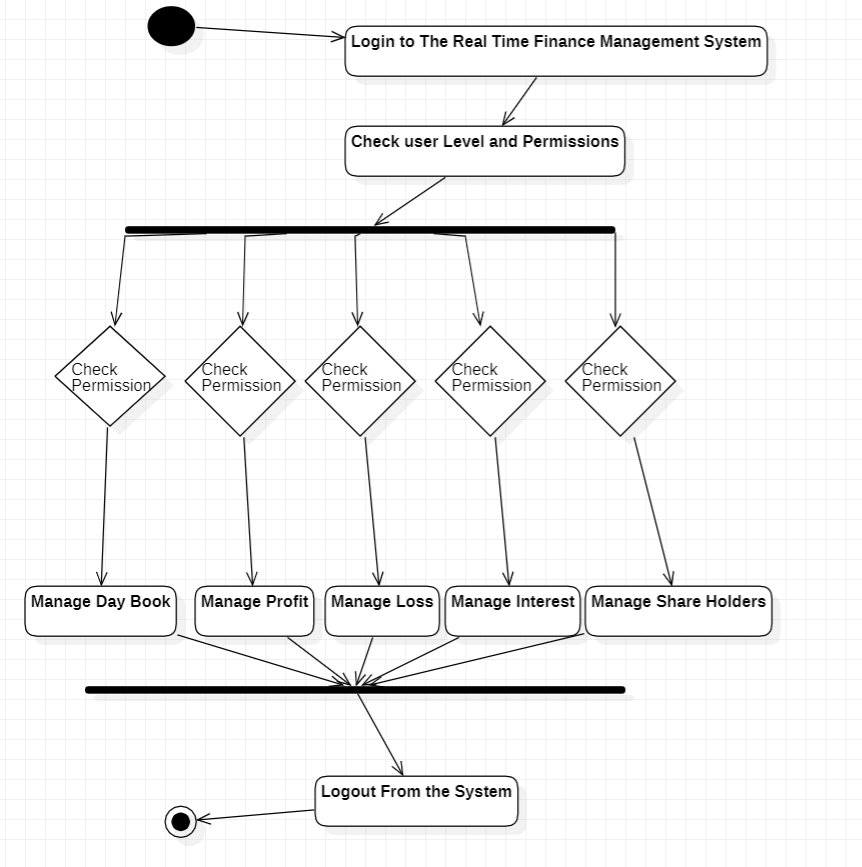 Login to The Real Time Finance Management System
Check user Level and Permissions
Check
Permission
Check
Permission
Check
Permission
Check
Permission
Check
Permission
Manage Day Book
Manage Profit
Manage Loss
Manage Interest
Manage Share Holders
Logout From the System